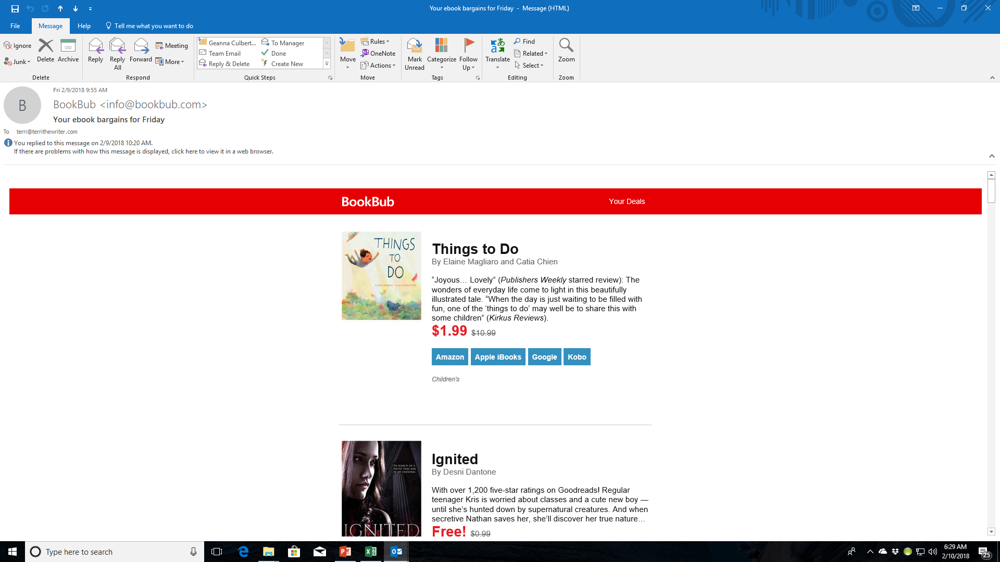 Your ebook bargains for Friday - Message (HTML)
File Message Help Tell me what you want to do
Ignore
Junk
Delete
Archive
Delete
Reply
Reply All
Forward
Meeting
More
Respond
Geanna Culbert...
To Manager
Team Email
Done
Reply & Delete
Create New
Quick Steps
Move
Rules
OneNote
Actions
Move
Mark Unread
Categorize
Follow Up
Tags
Translate
Find
Related
Select
Editing
Zoom
Zoom
B
Fri 2/9/2018 9:55 AM
BookBub <info@bookbub.com>
Your ebook bargains for Friday
To terri@territhewriter.com
You replied to this message on 2/9/2018 10:20 AM.
If there are problems with how this message is displayed, click here to view it in a web browser.
BookBub Your Deals
THINGS
TO
DO
Things to Do
By Elaine Magliaro and Catia Chien
“Joyous… Lovely” (Publishers Weekly starred review): The
wonders of everyday life come to light in this beautifully
illustrated tale. “When the day is just waiting to be filled with
fun, one of the ‘things to do’ may well be to share this with
some children” (Kirkus Reviews).
$1.99 $10.99
Amazon Apple iBooks Google Kobo
Children's
IN SEARCH OF A
TRUTH THAT MAY
BE MY UNDOING
IGNITED
Ignited
By Desni Dantone
With over 1,200 five-star ratings on Goodreads! Regular
teenager Kris is worried about classes and a cute new boy —
until she’s hunted down by supernatural creatures. And when
secretive Nathan saves her, she’ll discover her true nature…
Free! $0.99
Type here to search
6:29 AM
2/10/2018
25